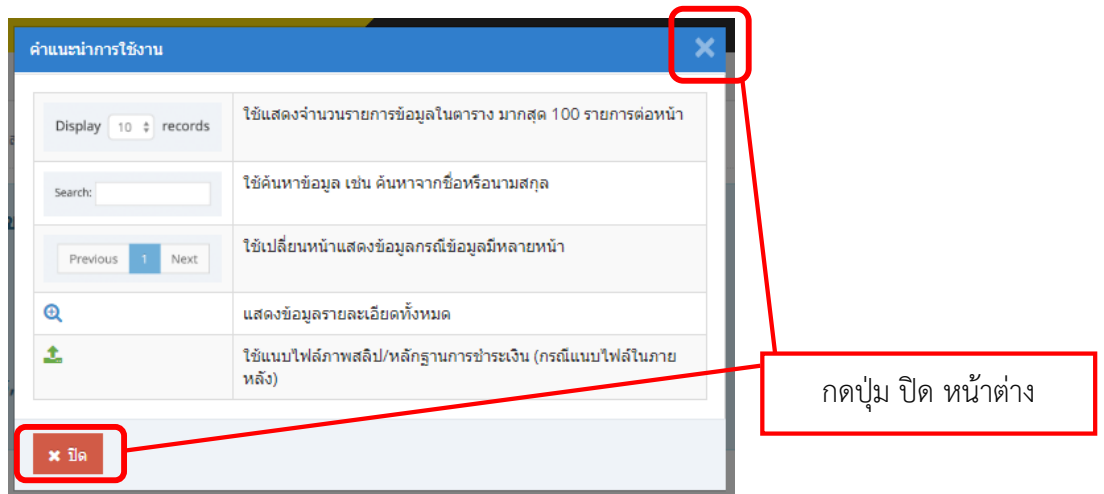 คำแนะนำการใช้งาน
Display 10 records
ใช้แสดงจำนวนรายการข้อมูลในตาราง มากสุด 100 รายการต่อหน้า
Search:
ใช้ค้นหาข้อมูล เช่น ค้นหาจากชื่อหรือนามสกุล
Previous 1 Next
ใช้เปลี่ยนหน้าแสดงข้อมูลกรณีข้อมูลมีหลายหน้า
แสดงข้อมูลรายละเอียดทั้งหมด
ใช้แนบไฟล์ภาพสลิป/หลักฐานการชำระเงิน (กรณีแนบไฟล์ในภาย
หลัง)
กดปุ่ม ปิด หน้าต่าง
ปิด